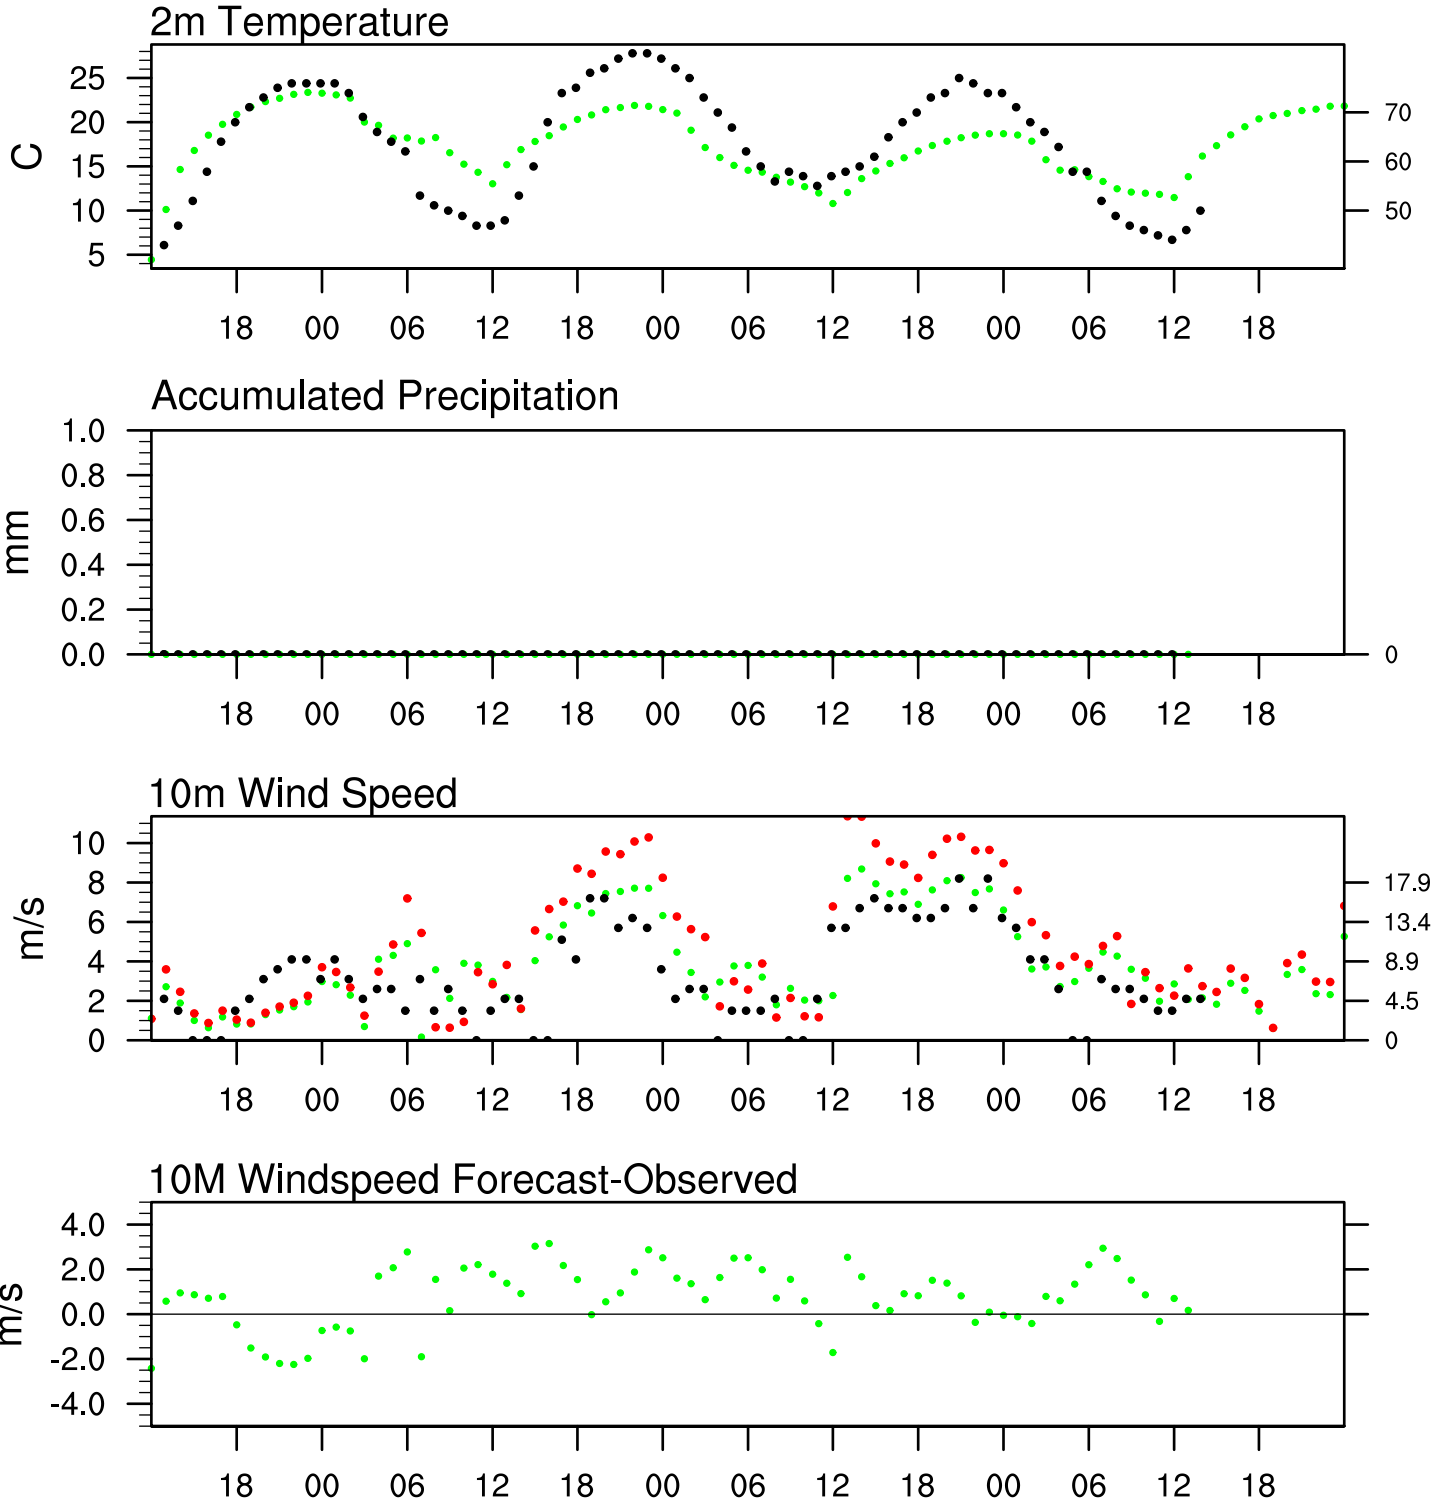 2m Temperature
25
20
15
10
5
C
70
60
50
18 00 06 12 18 00 06 12 18 00 06 12 18
Accumulated Precipitation
1.0
0.8
0.6
0.4
0.2
0.0
mm
0
18 00 06 12 18 00 06 12 18 00 06 12 18
10m Wind Speed
10
8
6
4
2
0
m/s
17.9
13.4
8.9
4.5
0
18 00 06 12 18 00 06 12 18 00 06 12 18
10M Windspeed Forecast-Observed
4.0
2.0
0.0
-2.0
-4.0
m/s
18 00 06 12 18 00 06 12 18 00 06 12 18